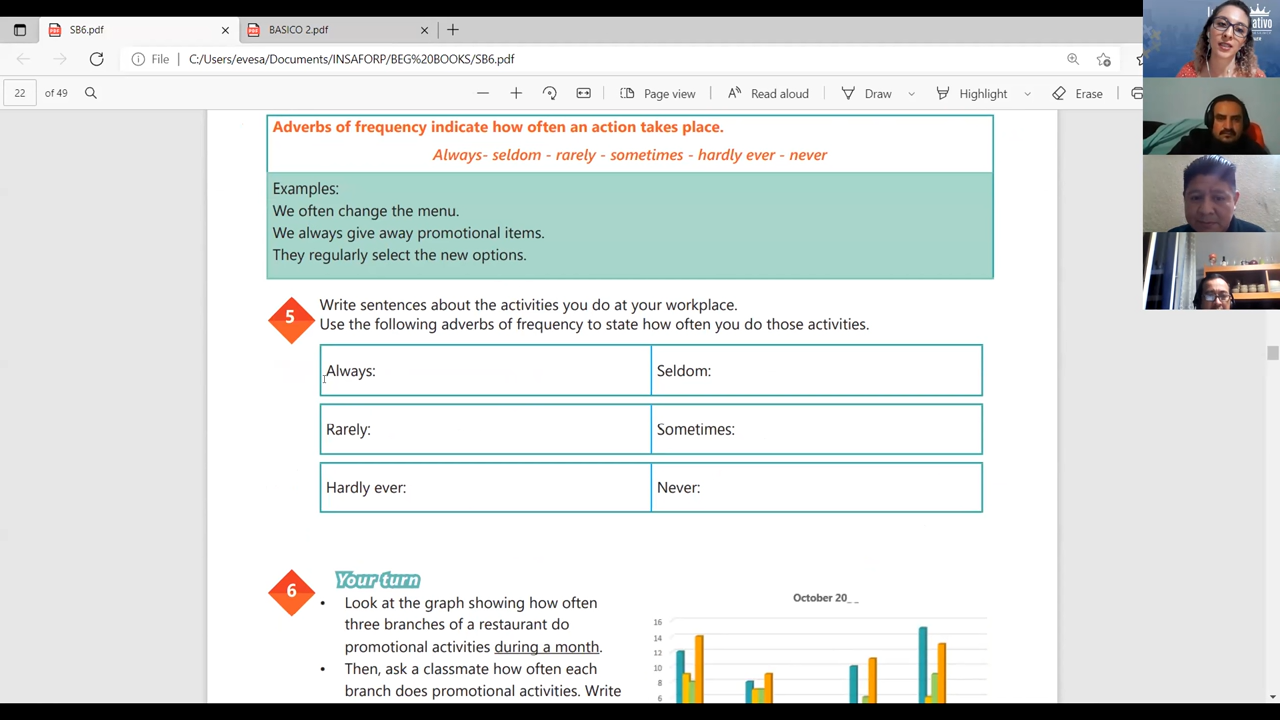 SB6.pdf
BASICO 2.pdf
File
C:/Users/evesa/Documents/INSAFORP/BEG%20BOOKS/SB6.pdf
22 of 49
Page view
Read aloud
Draw
Highlight
Erase
Adverbs of frequency indicate how often an action takes place.
Always- seldom - rarely - sometimes - hardly ever - never
Examples:
We often change the menu.
We always give away promotional items.
They regularly select the new options.
5
Write sentences about the activities you do at your workplace.
Use the following adverbs of frequency to state how often you do those activities.
Always:
Seldom:
Rarely:
Sometimes:
Hardly ever:
Never:
6
Your turn
• Look at the graph showing how often
three branches of a restaurant do
promotional activities during a month.
• Then, ask a classmate how often each
branch does promotional activities. Write
October 20_ _
16
14
12
10
8
6